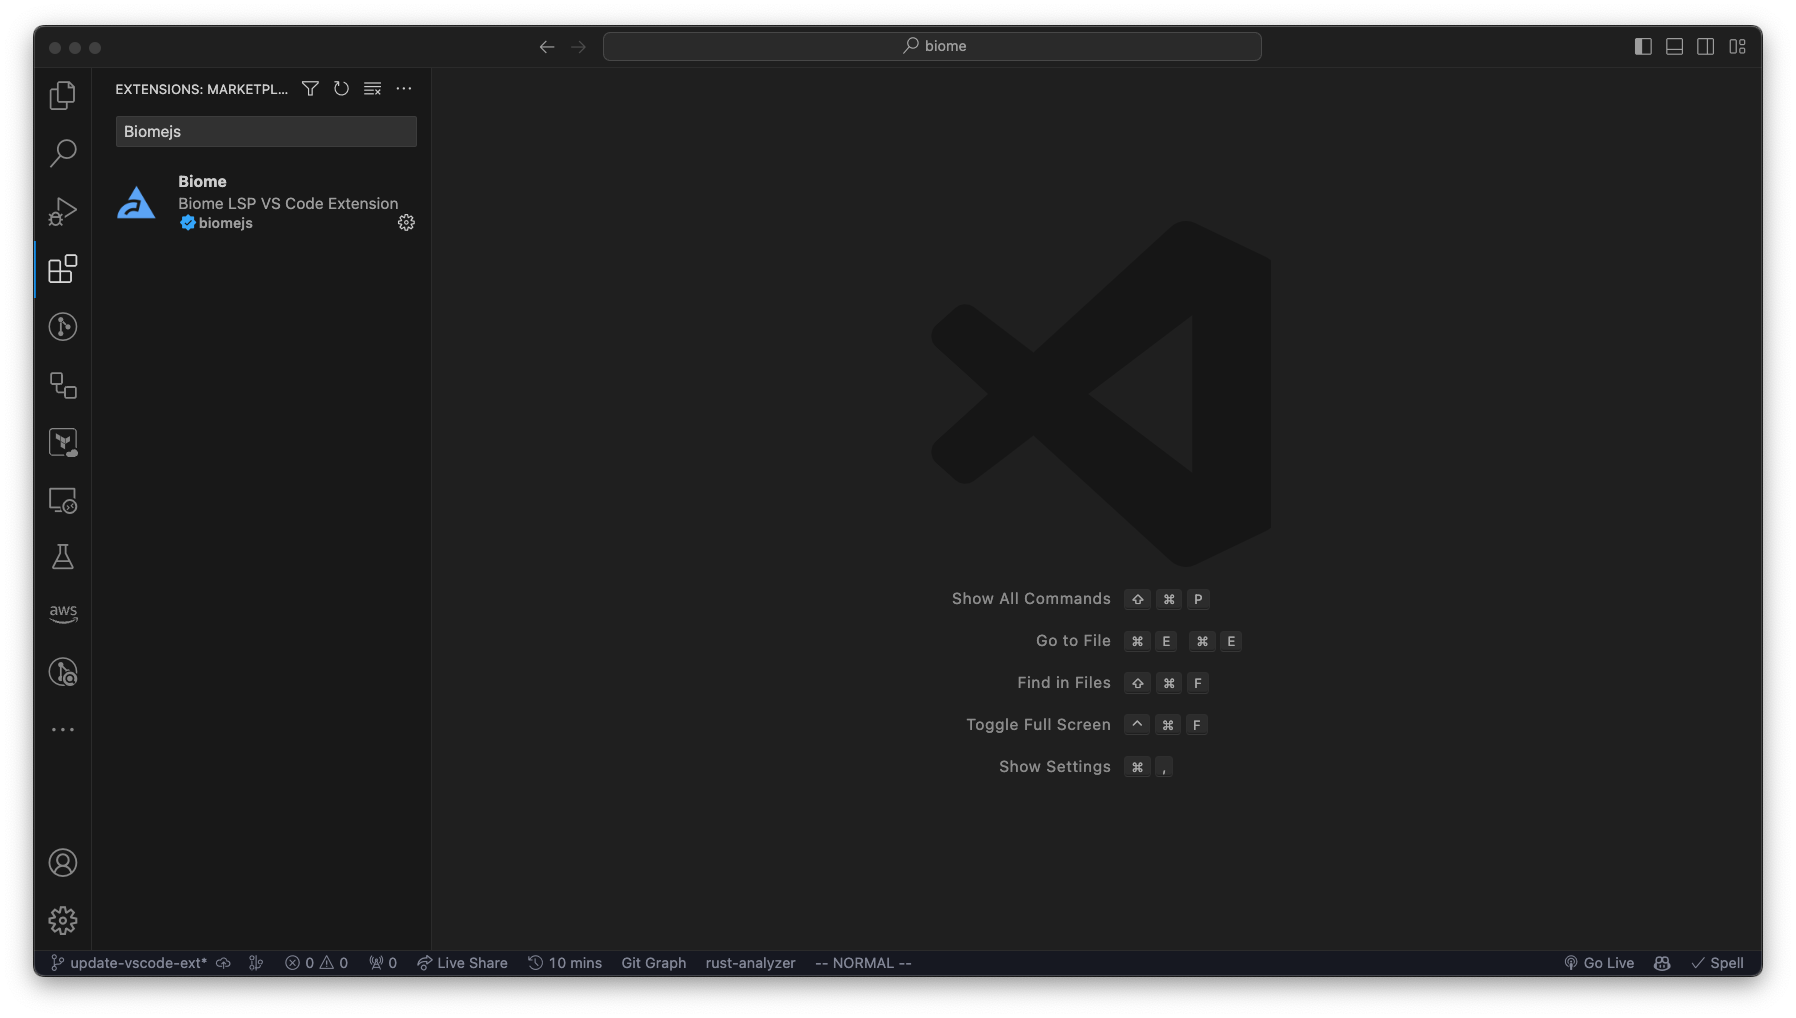 biome
EXTENSIONS: MARKETPL...
Biomejs
Biome
Biome LSP VS Code Extension
biomejs
aws
Show All Commands ⇧ ⌘ P
Go to File ⌘ E ⌘ E
Find in Files ⇧ ⌘ F
Toggle Full Screen ^ ⌘ F
Show Settings ⌘ ,
update-vscode-ext* 0 0 0 Live Share 10 mins Git Graph rust-analyzer -- NORMAL -- Go Live Spell